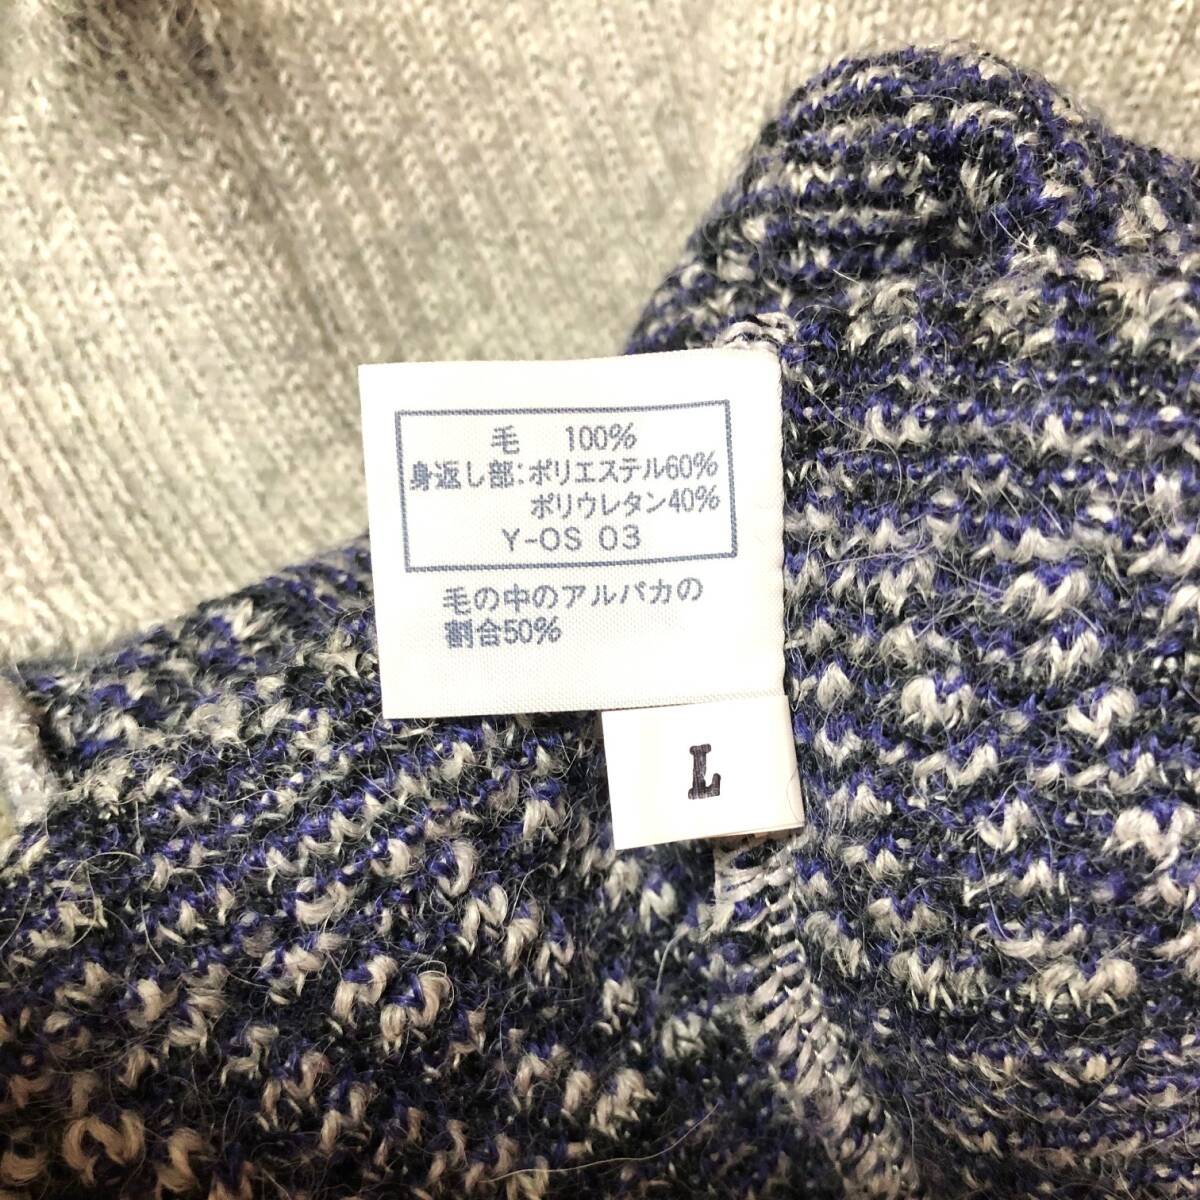 毛 100%
身返し部:ポリエステル60%
ポリウレタン40%
Y-OS 03
毛の中のアルパカの
割合50%
L